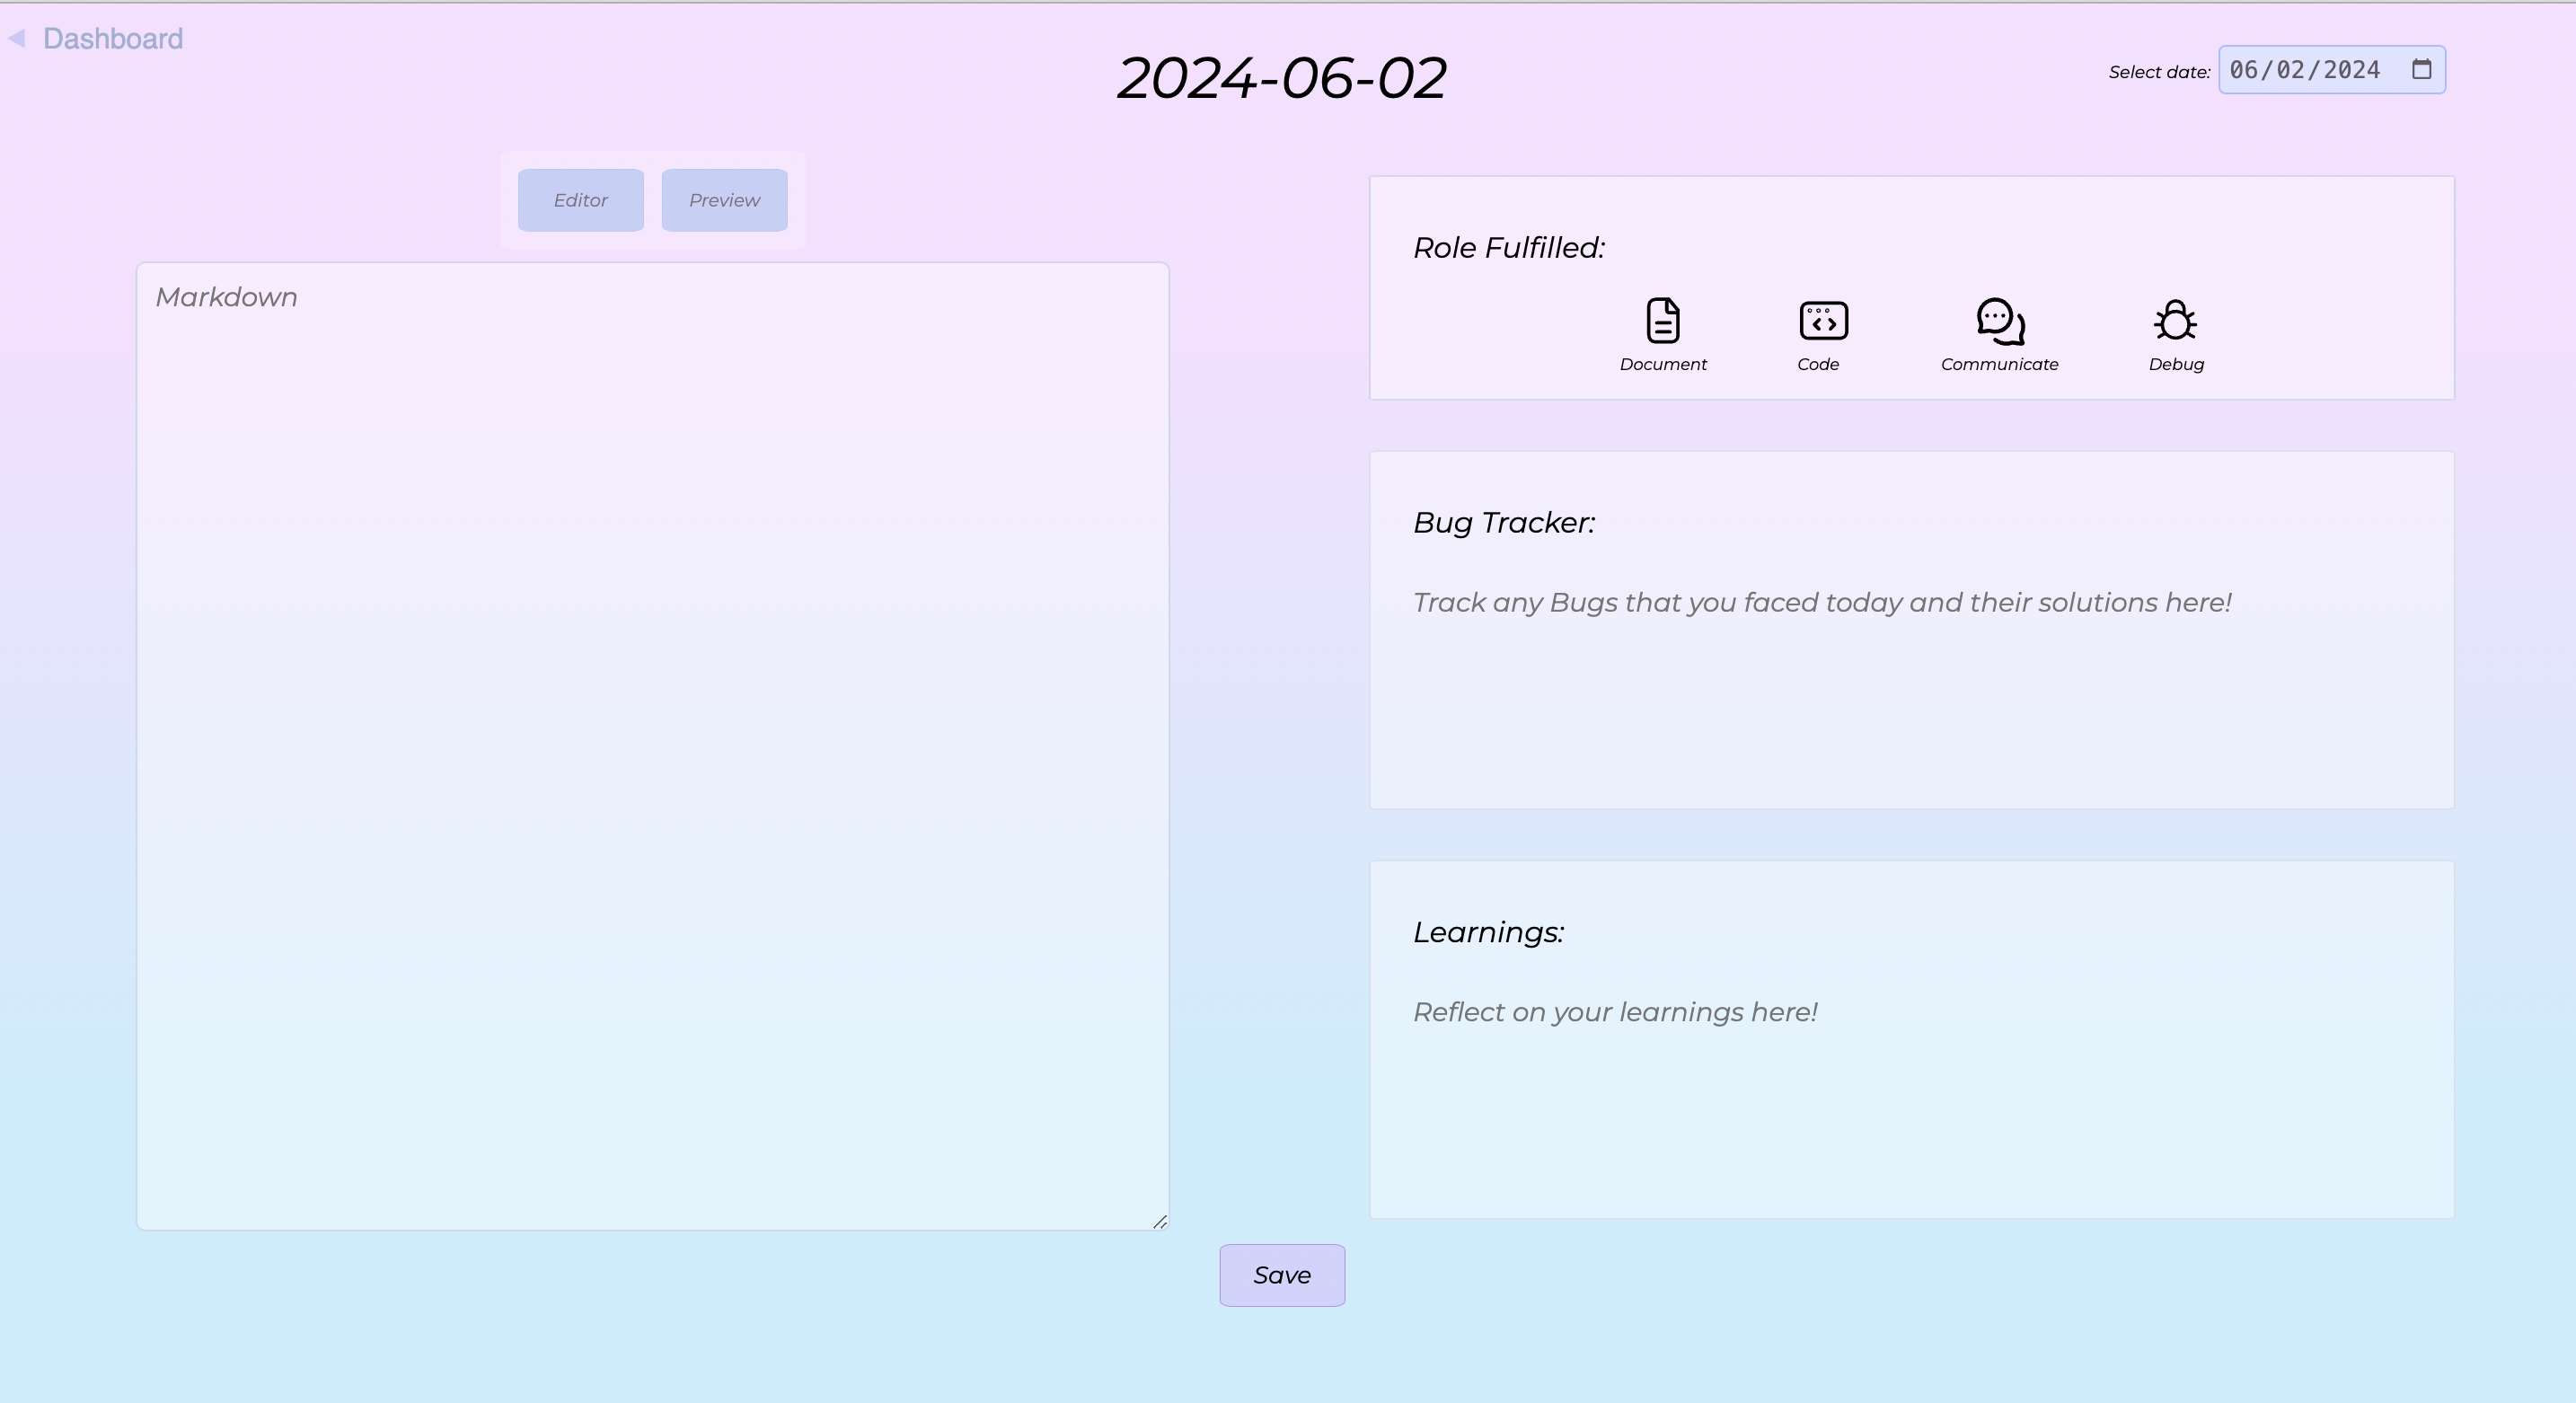 Dashboard
2024-06-02
Select date: 06/02/2024
Editor
Preview
Markdown
Role Fulfilled:
Document
Code
Communicate
Debug
Bug Tracker:
Track any Bugs that you faced today and their solutions here!
Learnings:
Reflect on your learnings here!
Save